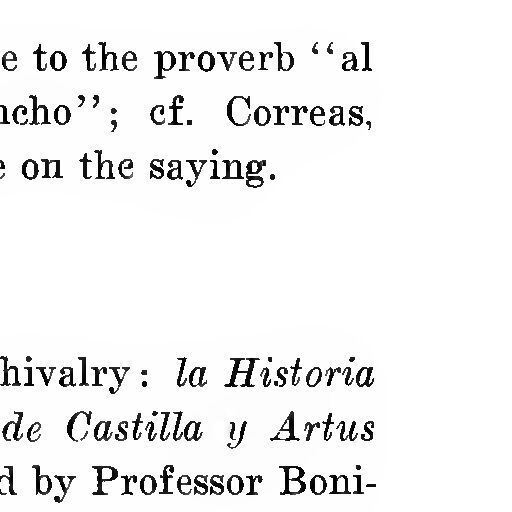 e to the proverb ‘‘al
ncho’’; cf. Correas,
e on the saying.
hivalry: la Historia
de Castilla y Artus
d by Professor Boni-